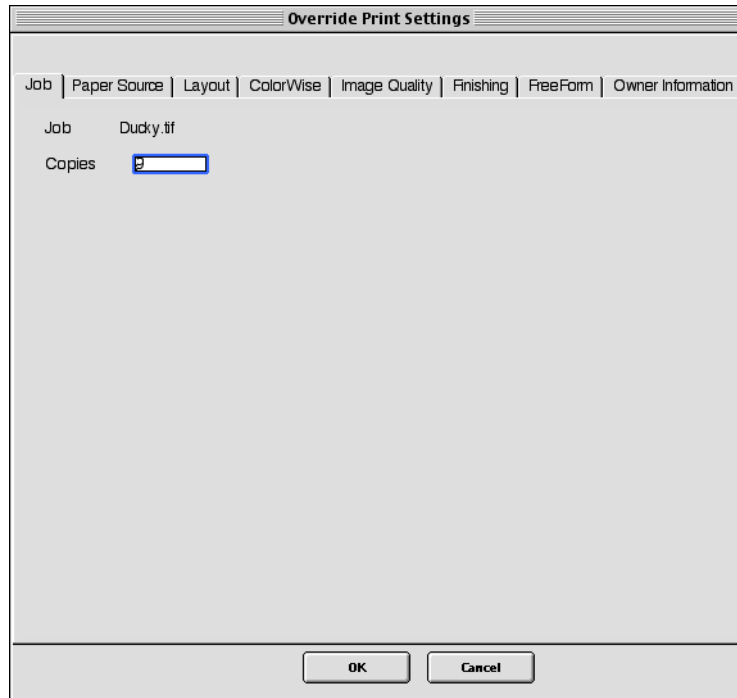 Override Print Settings
Job Paper Source Layout ColorWise Image Quality Finishing FreeForm Owner Information
Job Ducky.tif
Copies
OK Cancel